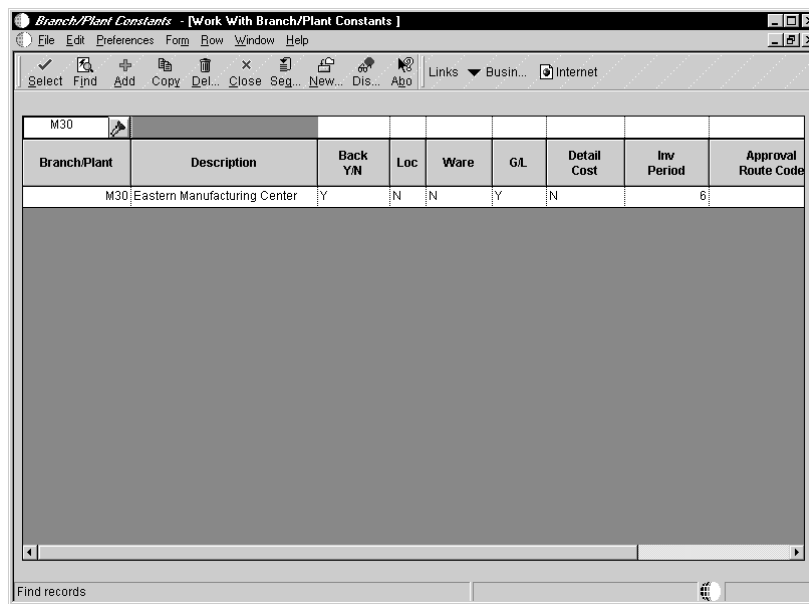 Branch/Plant Constants - [Work With Branch/Plant Constants ]
File Edit Preferences Form Row Window Help
Select Find Add Copy Del... Close Seq... New... Dis... Abo Links Busin... Internet
M30
Branch/Plant Description Back Y/N Loc Ware G/L Detail Cost Inv Period Approval Route Code
M30 Eastern Manufacturing Center Y N N Y N 6
Find records